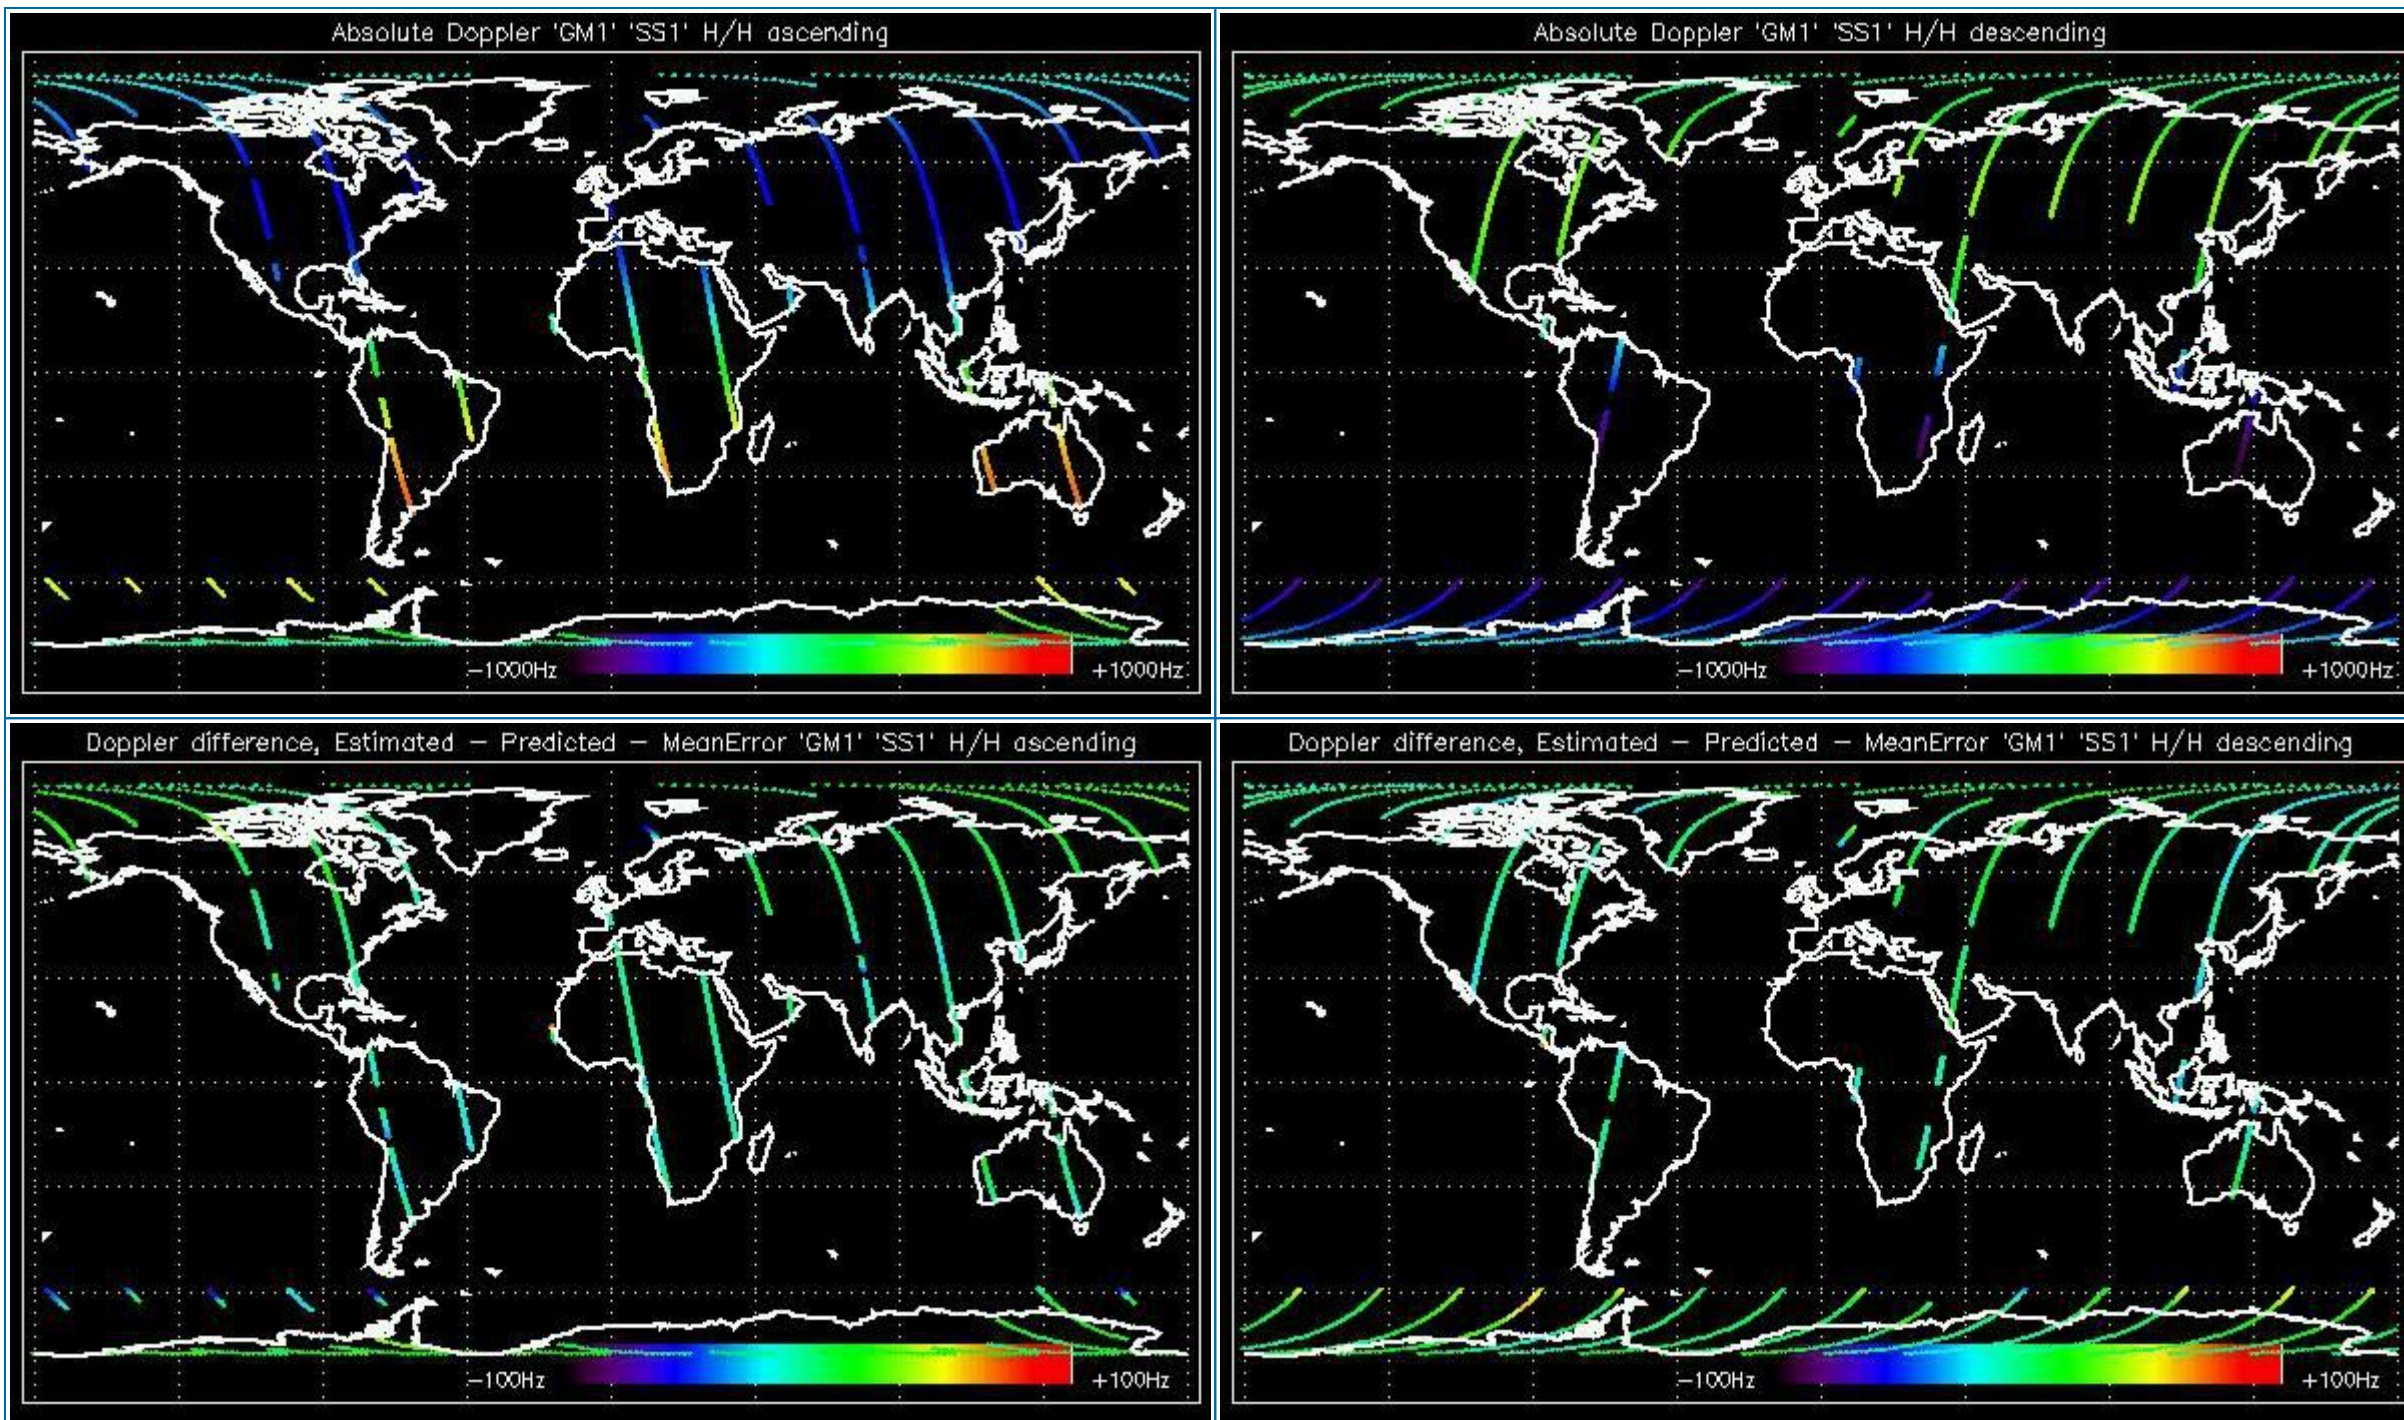 Absolute Doppler 'GM1' 'SS1' H/H ascending
-1000Hz
+1000Hz
Absolute Doppler 'GM1' 'SS1' H/H descending
-1000Hz
+1000Hz
Doppler difference, Estimated - Predicted - MeanError 'GM1' 'SS1' H/H ascending
-100Hz
+100Hz
Doppler difference, Estimated - Predicted - MeanError 'GM1' 'SS1' H/H descending
-100Hz
+100Hz